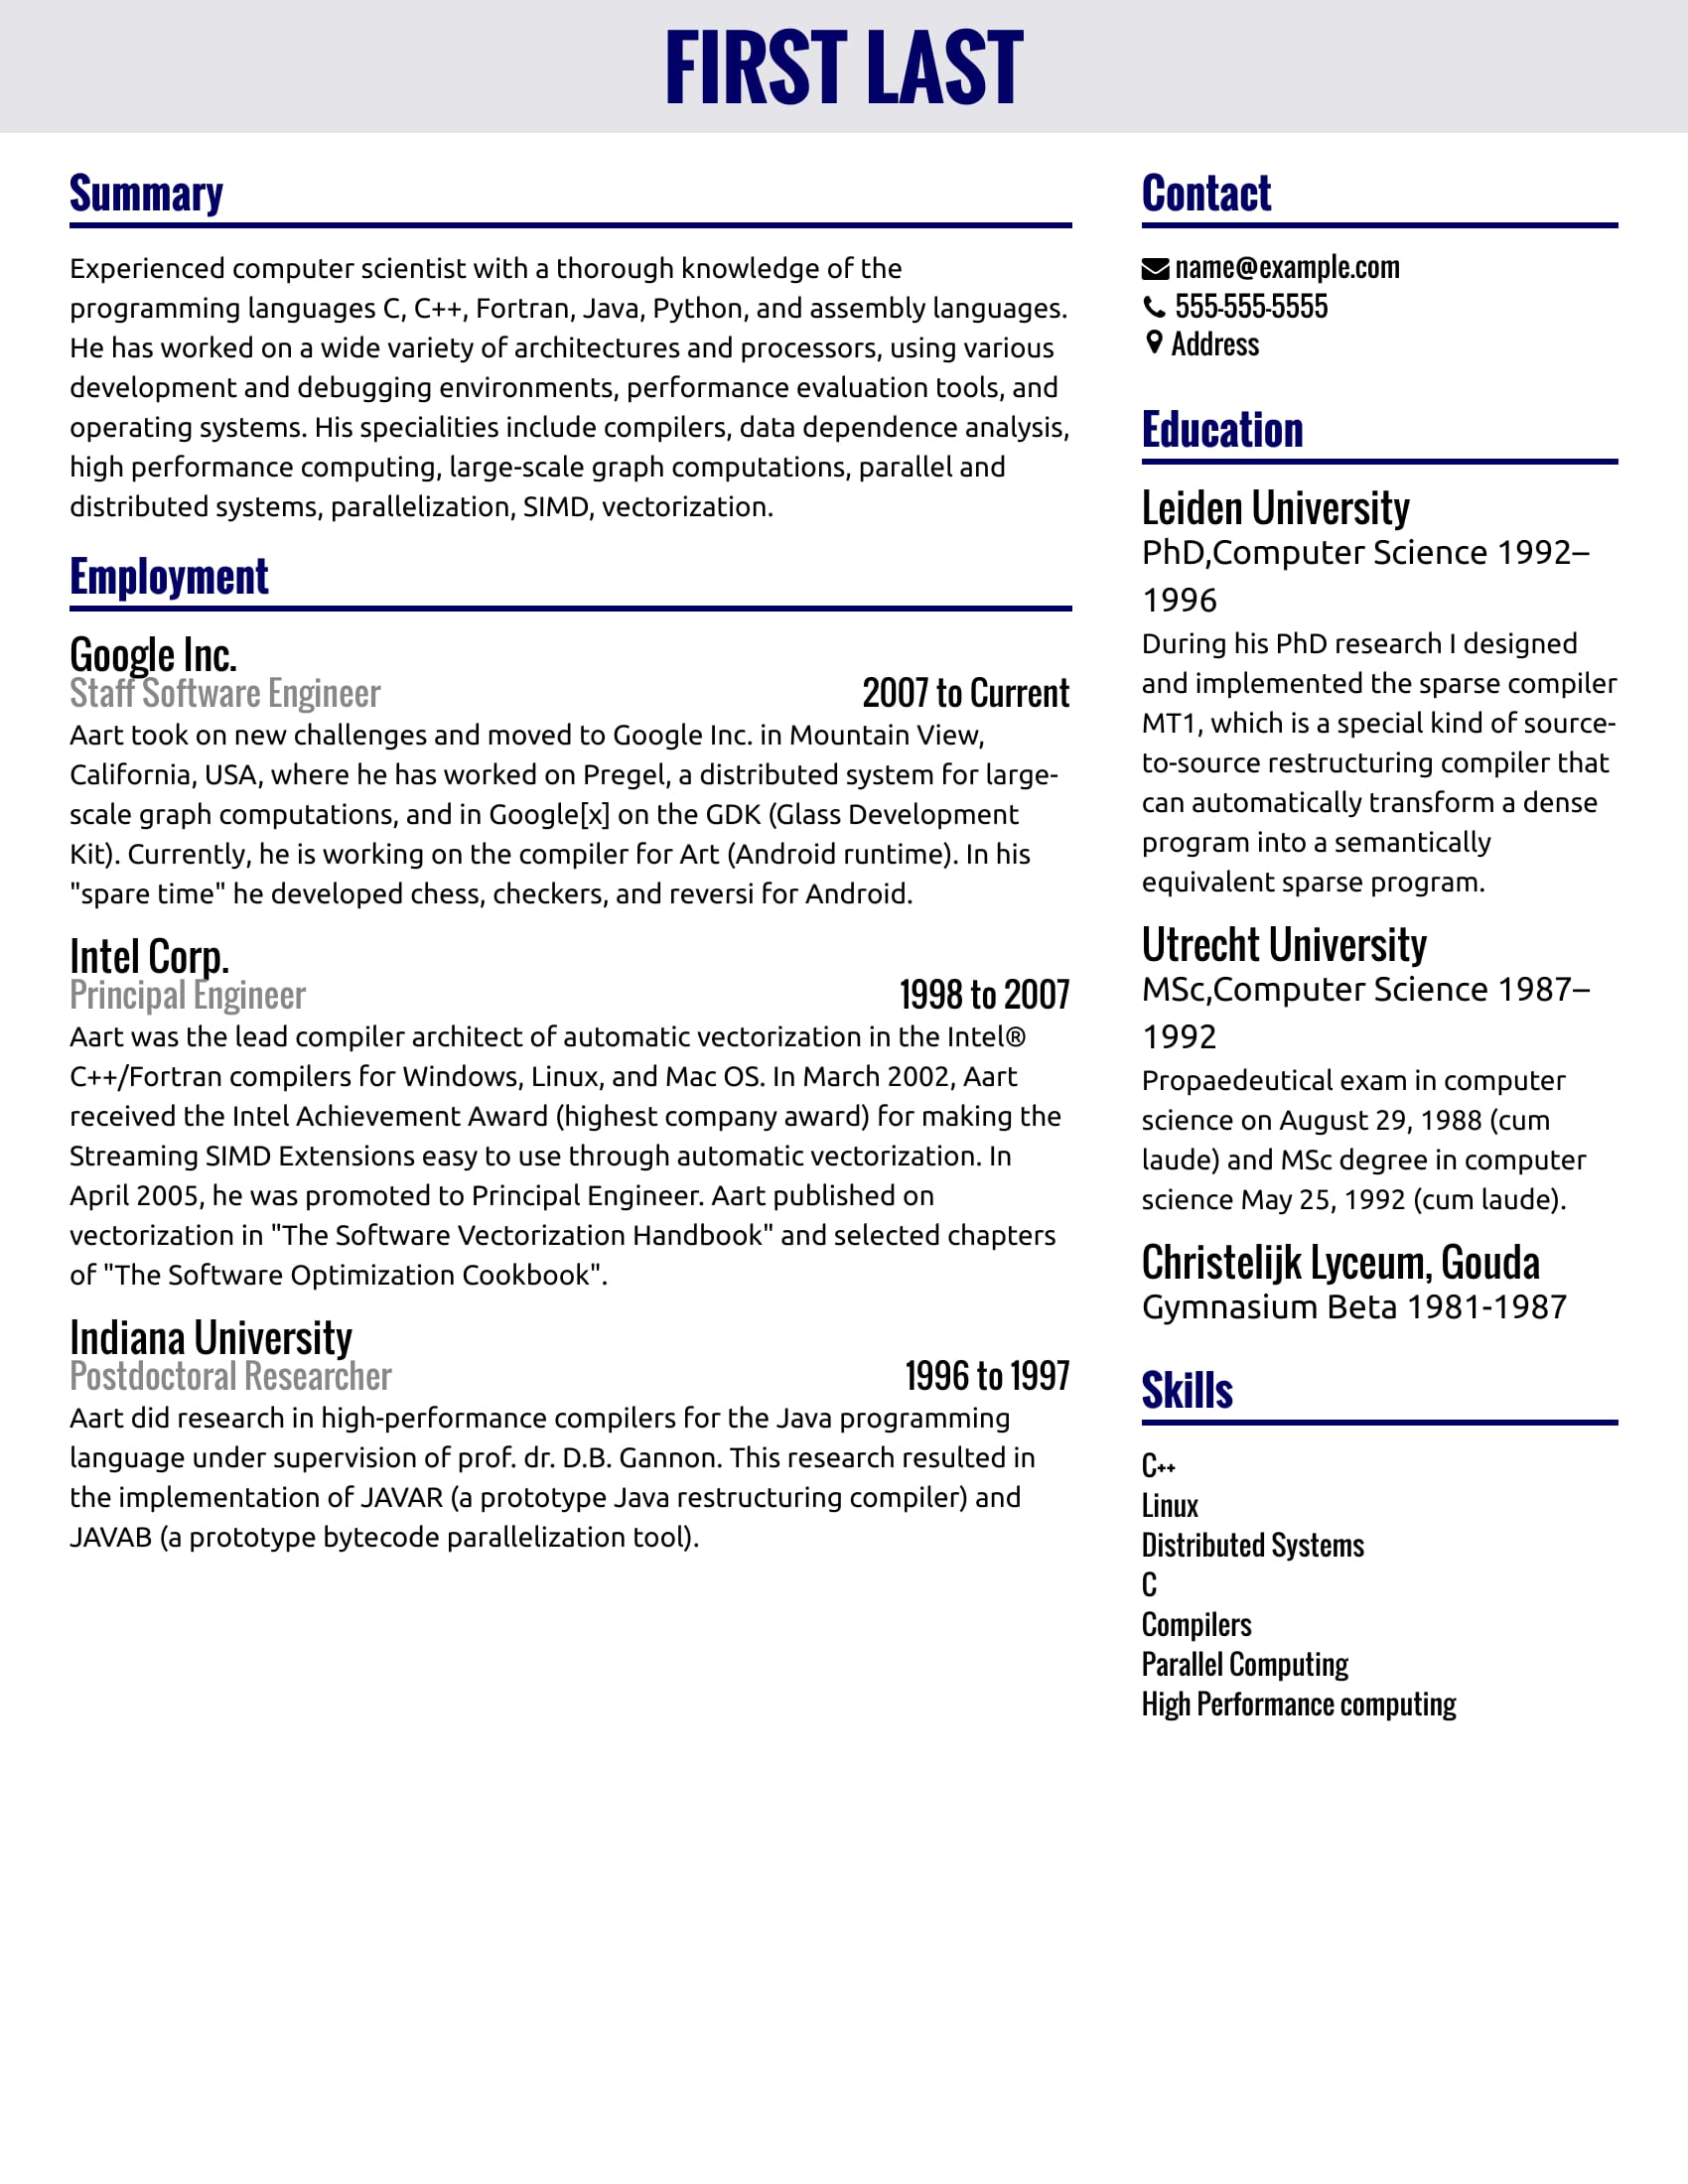 FIRST LAST
Summary
Experienced computer scientist with a thorough knowledge of the
programming languages C, C++, Fortran, Java, Python, and assembly languages.
He has worked on a wide variety of architectures and processors, using various
development and debugging environments, performance evaluation tools, and
operating systems. His specialities include compilers, data dependence analysis,
high performance computing, large-scale graph computations, parallel and
distributed systems, parallelization, SIMD, vectorization.
Employment
Google Inc.
Staff Software Engineer 2007 to Current
Aart took on new challenges and moved to Google Inc. in Mountain View,
California, USA, where he has worked on Pregel, a distributed system for large-
scale graph computations, and in Google[x] on the GDK (Glass Development
Kit). Currently, he is working on the compiler for Art (Android runtime). In his
"spare time" he developed chess, checkers, and reversi for Android.
Intel Corp.
Principal Engineer 1998 to 2007
Aart was the lead compiler architect of automatic vectorization in the Intel®
C++/Fortran compilers for Windows, Linux, and Mac OS. In March 2002, Aart
received the Intel Achievement Award (highest company award) for making the
Streaming SIMD Extensions easy to use through automatic vectorization. In
April 2005, he was promoted to Principal Engineer. Aart published on
vectorization in "The Software Vectorization Handbook" and selected chapters
of "The Software Optimization Cookbook".
Indiana University
Postdoctoral Researcher 1996 to 1997
Aart did research in high-performance compilers for the Java programming
language under supervision of prof. dr. D.B. Gannon. This research resulted in
the implementation of JAVAR (a prototype Java restructuring compiler) and
JAVAB (a prototype bytecode parallelization tool).
Contact
name@example.com
555-555-5555
Address
Education
Leiden University
PhD,Computer Science 1992–
1996
During his PhD research I designed
and implemented the sparse compiler
MT1, which is a special kind of source-
to-source restructuring compiler that
can automatically transform a dense
program into a semantically
equivalent sparse program.
Utrecht University
MSc,Computer Science 1987–
1992
Propaedeutical exam in computer
science on August 29, 1988 (cum
laude) and MSc degree in computer
science May 25, 1992 (cum laude).
Christelijk Lyceum, Gouda
Gymnasium Beta 1981-1987
Skills
C++
Linux
Distributed Systems
C
Compilers
Parallel Computing
High Performance computing